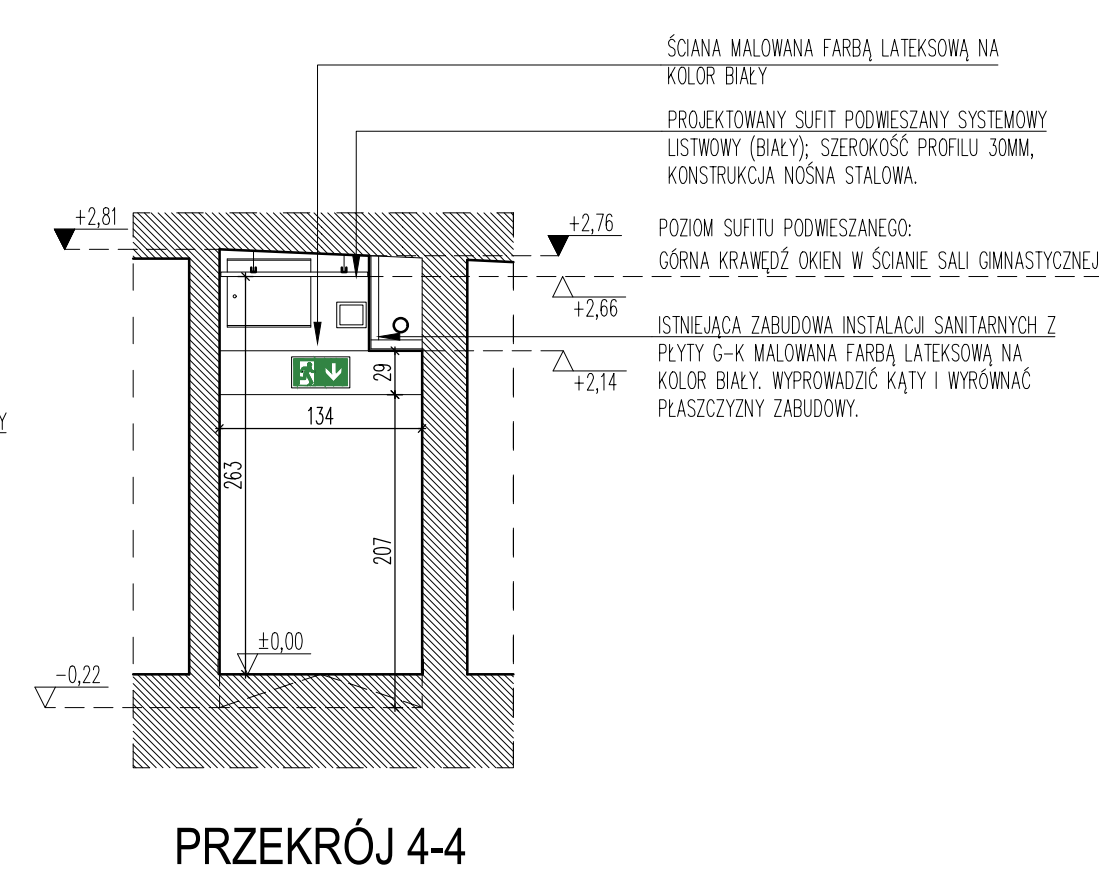 ŚCIANA MALOWANA FARBĄ LATEKSOWĄ NA
KOLOR BIAŁY
PROJEKTOWANY SUFIT PODWIESZANY SYSTEMOWY
LISTWOWY (BIAŁY); SZEROKOŚĆ PROFILU 30MM,
KONSTRUKCJA NOŚNA STALOWA.
+2,81
+2,76
POZIOM SUFITU PODWIESZANEGO:
GÓRNA KRAWĘDŹ OKIEN W ŚCIANIE SALI GIMNASTYCZNEJ
+2,66
ISTNIEJĄCA ZABUDOWA INSTALACJI SANITARNYCH Z
PŁYTY G–K MALOWANA FARBĄ LATEKSOWĄ NA
KOLOR BIAŁY. WYPROWADZIĆ KĄTY I WYRÓWNAĆ
PŁASZCZYZNY ZABUDOWY.
+2,14
29
134
Y
263
207
±0,00
−0,22
PRZEKRÓJ 4-4